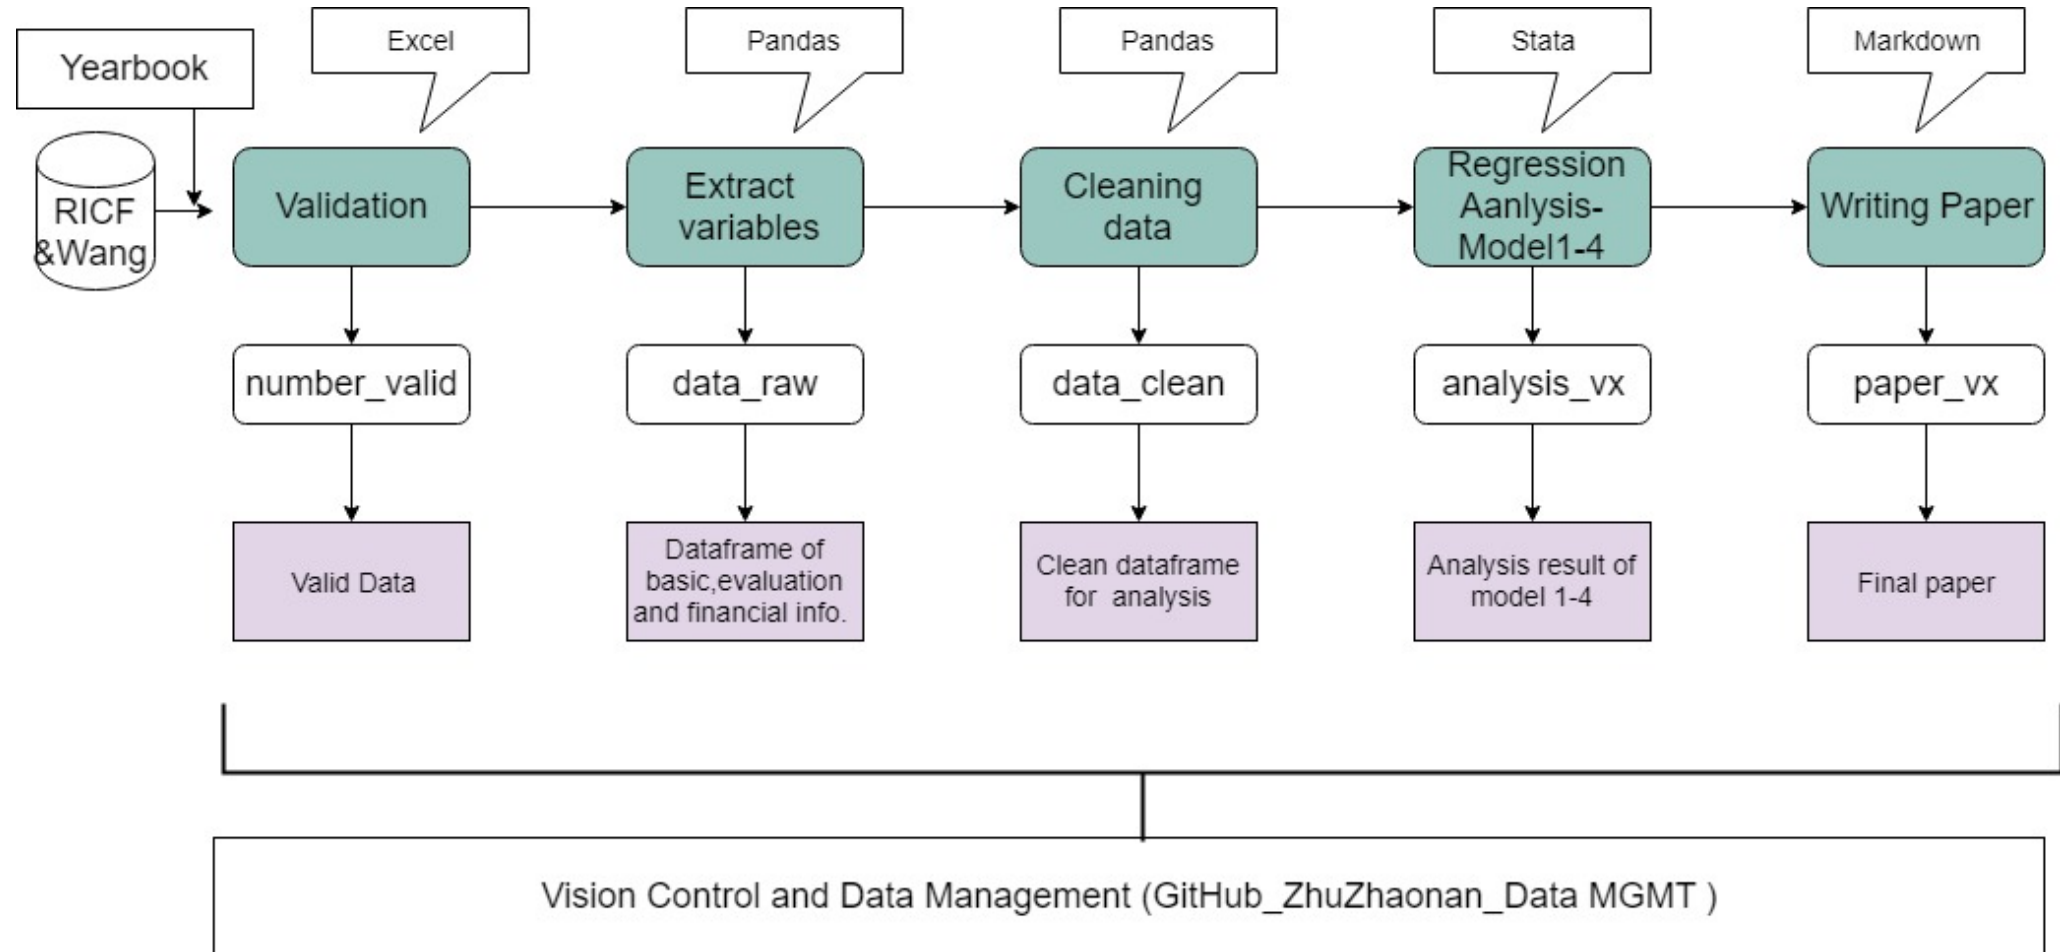 Yearbook
Excel
Pandas
Pandas
Stata
Markdown
RICF
&Wang
Validation
Extract
variables
Cleaning
data
Regression
Aanlysis-
Model1-4
Writing Paper
number_valid
data_raw
data_clean
analysis_vx
paper_vx
Valid Data
Dataframe of
basic,evaluation
and financial info.
Clean dataframe
for analysis
Analysis result of
model 1-4
Final paper
Vision Control and Data Management (GitHub_ZhuZhaonan_Data MGMT )